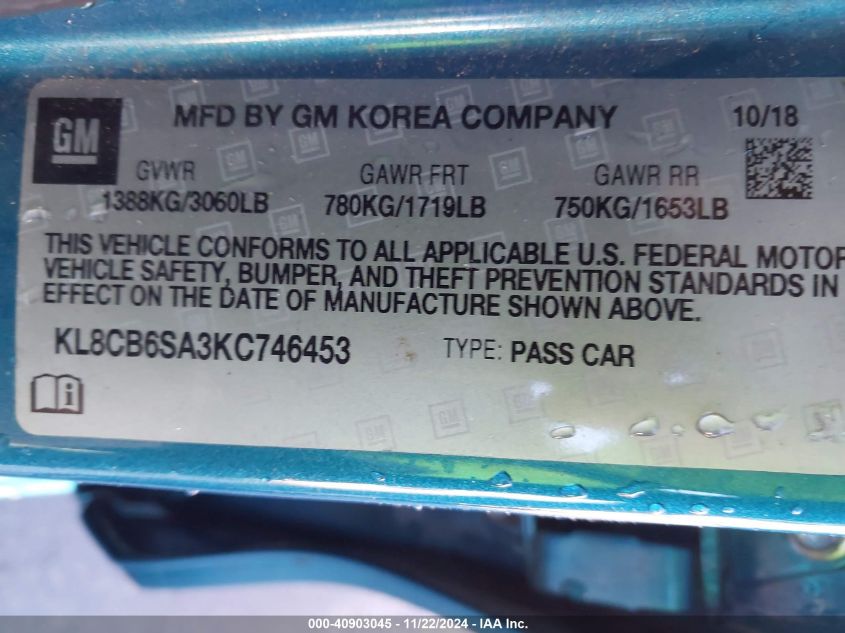 GM
MFD BY GM KOREA COMPANY 10/18
GVWR GAWR FRT GAWR RR
1388KG/3060LB 780KG/1719LB 750KG/1653LB
THIS VEHICLE CONFORMS TO ALL APPLICABLE U.S. FEDERAL MOTOR
VEHICLE SAFETY, BUMPER, AND THEFT PREVENTION STANDARDS IN
EFFECT ON THE DATE OF MANUFACTURE SHOWN ABOVE.
KL8CB6SA3KC746453 TYPE: PASS CAR
000-40903045 - 11/22/2024 - IAA Inc.